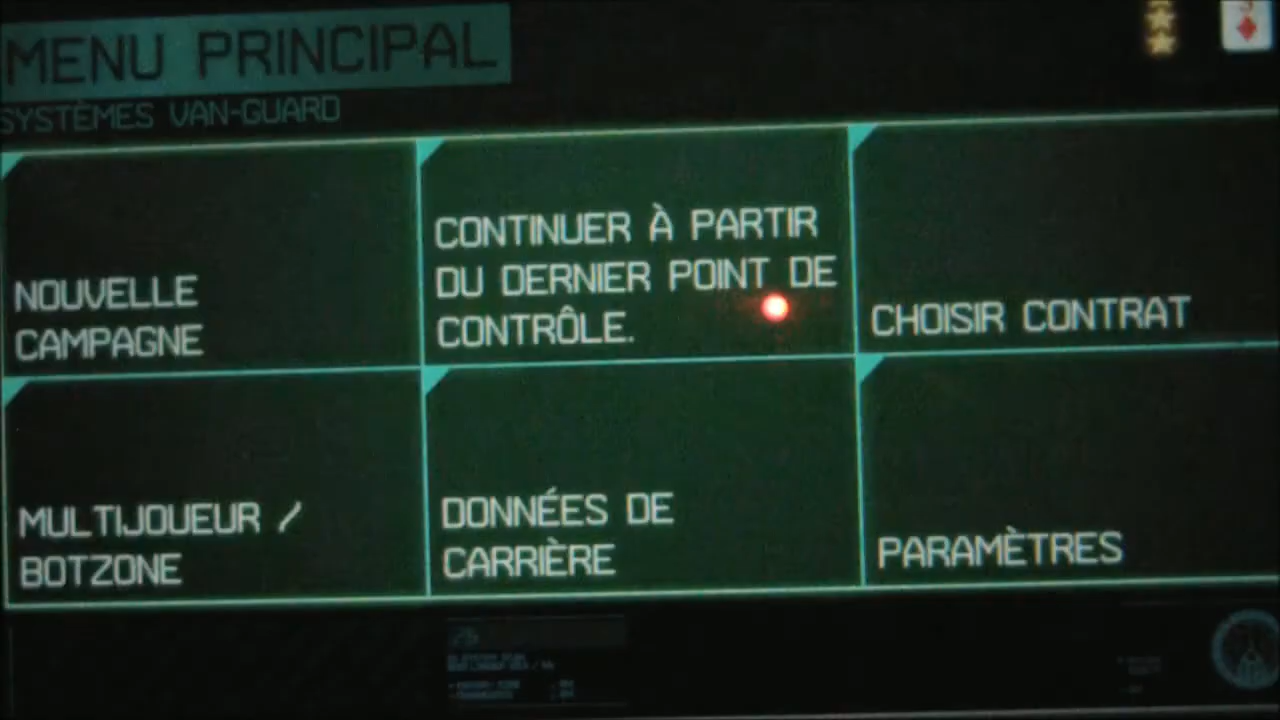 MENU PRINCIPAL
SYSTÈMES VAN-GUARD
NOUVELLE
CAMPAGNE
CONTINUER À PARTIR
DU DERNIER POINT DE
CONTRÔLE.
CHOISIR CONTRAT
MULTIJOUEUR /
BOTZONE
DONNÉES DE
CARRIÈRE
PARAMÈTRES